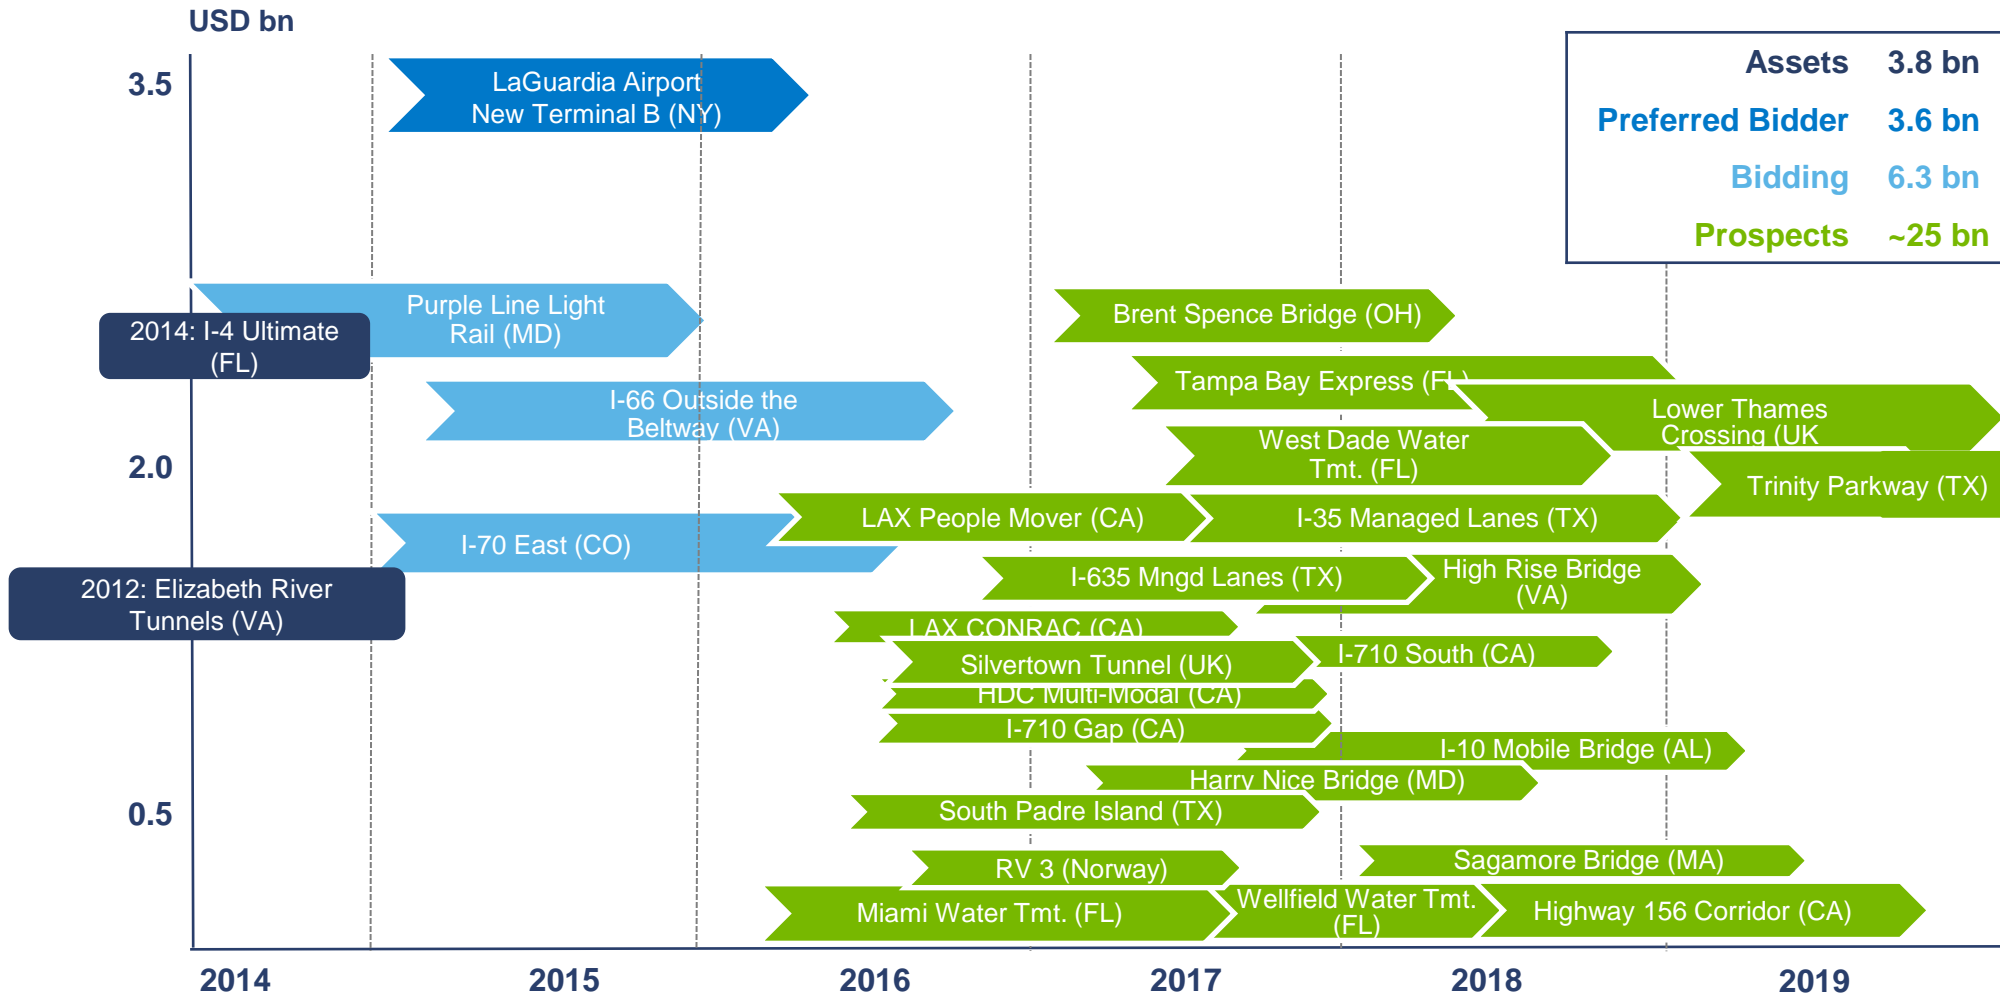 USD bn
3.5
2.0
0.5
LaGuardia Airport
New Terminal B (NY)
Assets 3.8 bn
Preferred Bidder 3.6 bn
Bidding 6.3 bn
Prospects ~25 bn
Purple Line Light
Rail (MD)
2014: I-4 Ultimate
(FL)
Brent Spence Bridge (OH)
Tampa Bay Express (FL)
I-66 Outside the
Beltway (VA)
Lower Thames
Crossing (UK
West Dade Water
Tmt. (FL)
Trinity Parkway (TX)
LAX People Mover (CA)
I-35 Managed Lanes (TX)
I-70 East (CO)
I-635 Mngd Lanes (TX)
High Rise Bridge
(VA)
2012: Elizabeth River
Tunnels (VA)
LAX CONRAC (CA)
I-710 South (CA)
Silvertown Tunnel (UK)
HDC Multi-Modal (CA)
I-710 Gap (CA)
I-10 Mobile Bridge (AL)
Harry Nice Bridge (MD)
South Padre Island (TX)
RV 3 (Norway)
Sagamore Bridge (MA)
Miami Water Tmt. (FL)
Wellfield Water Tmt.
(FL)
Highway 156 Corridor (CA)
2014 2015 2016 2017 2018 2019